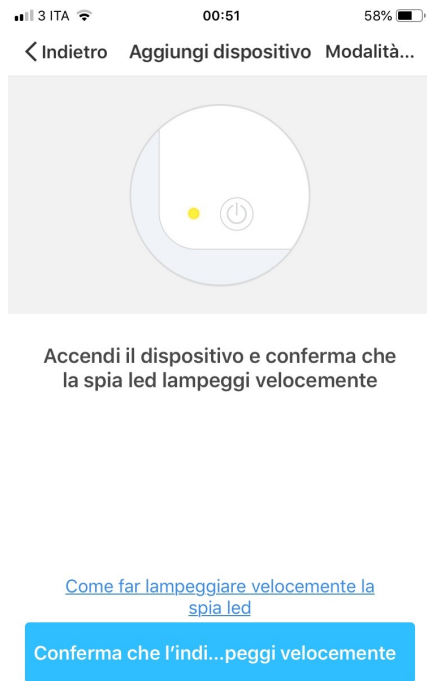 3 ITA 00:51 58%
Indietro Aggiungi dispositivo Modalità...
Accendi il dispositivo e conferma che
la spia led lampeggi velocemente
Come far lampeggiare velocemente la
spia led
Conferma che l'indi...peggi velocemente